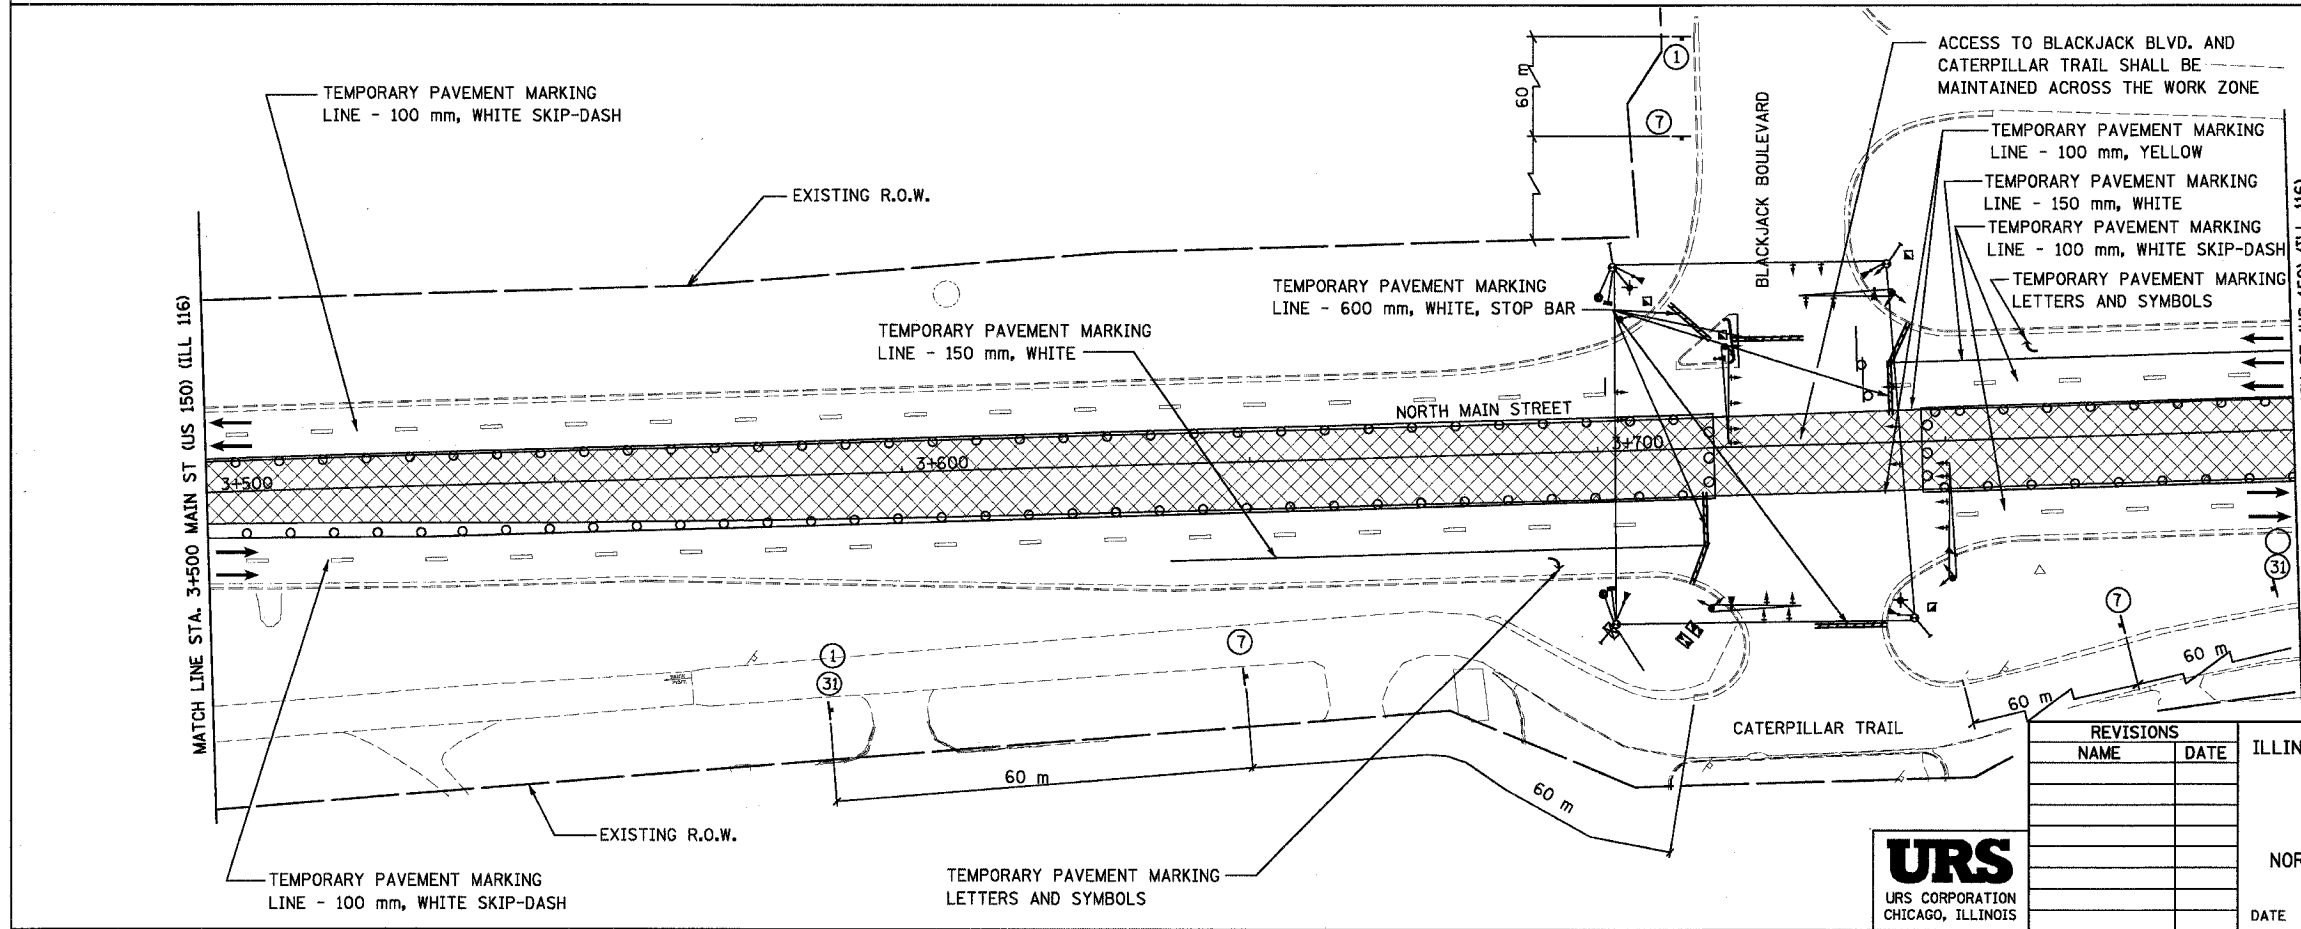 TEMPORARY PAVEMENT MARKING
LINE - 100 mm, WHITE SKIP-DASH
EXISTING R.O.W.
TEMPORARY PAVEMENT MARKING
LINE - 150 mm, WHITE
TEMPORARY PAVEMENT MARKING
LINE - 600 mm, WHITE, STOP BAR
60 m
1
7
BLACKJACK BOULEVARD
ACCESS TO BLACKJACK BLVD. AND
CATERPILLAR TRAIL SHALL BE
MAINTAINED ACROSS THE WORK ZONE
TEMPORARY PAVEMENT MARKING
LINE - 100 mm, YELLOW
TEMPORARY PAVEMENT MARKING
LINE - 150 mm, WHITE
TEMPORARY PAVEMENT MARKING
LINE - 100 mm, WHITE SKIP-DASH
TEMPORARY PAVEMENT MARKING
LETTERS AND SYMBOLS
MATCH LINE STA. 3+500 MAIN ST (US 150) (ILL 116)
NORTH MAIN STREET
3+500
3+600
3+700
1
31
7
60 m
60 m
31
7
60 m
60 m
CATERPILLAR TRAIL
EXISTING R.O.W.
TEMPORARY PAVEMENT MARKING
LINE - 100 mm, WHITE SKIP-DASH
TEMPORARY PAVEMENT MARKING
LETTERS AND SYMBOLS
URS
URS CORPORATION
CHICAGO, ILLINOIS
REVISIONS
NAME DATE
ILLIN
NOR
DATE